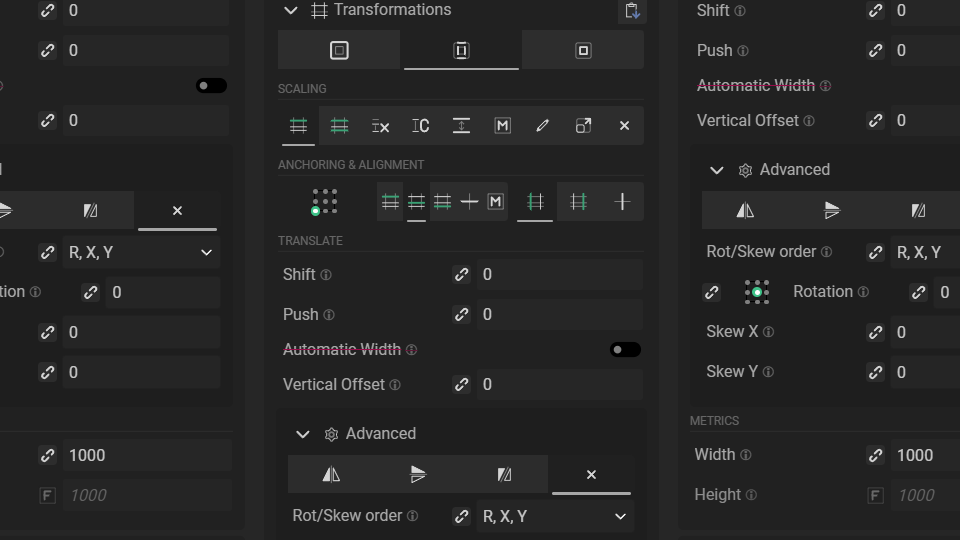 0
0
0
R, X, Y
tion 0
0
0
1000
F 1000
Transformations
SCALING
x C M
ANCHORING & ALIGNMENT
M
TRANSLATE
Shift 0
Push 0
Automatic Width
Vertical Offset 0
Advanced
Rot/Skew order R, X, Y
Shift 0
Push 0
Automatic Width
Vertical Offset 0
Advanced
Rot/Skew order R, X, Y
Rotation 0
Skew X 0
Skew Y 0
METRICS
Width 1000
Height F 1000